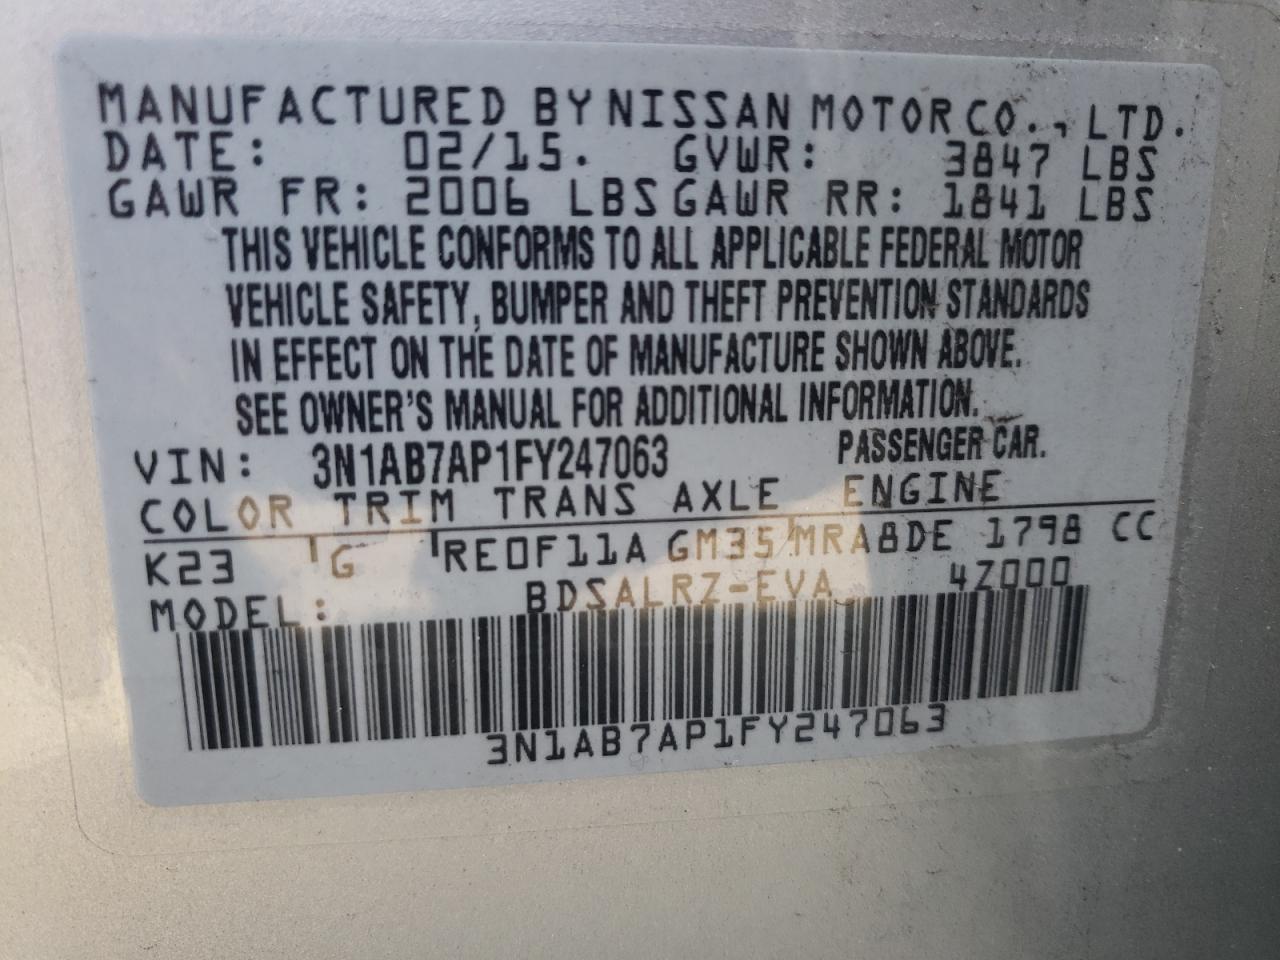 MANUFACTURED BY NISSAN MOTOR CO., LTD.
DATE: 02/15. GVWR: 3847 LBS
GAWR FR: 2006 LBS GAWR RR: 1841 LBS
THIS VEHICLE CONFORMS TO ALL APPLICABLE FEDERAL MOTOR
VEHICLE SAFETY, BUMPER AND THEFT PREVENTION STANDARDS
IN EFFECT ON THE DATE OF MANUFACTURE SHOWN ABOVE.
SEE OWNER'S MANUAL FOR ADDITIONAL INFORMATION.
VIN: 3N1AB7AP1FY247063 PASSENGER CAR.
COLOR TRIM TRANS AXLE ENGINE
K23 G RE0F11A GM35 MRA8DE 1798 CC
MODEL: BDSALRZ-EVA 4Z000
3N1AB7AP1FY247063